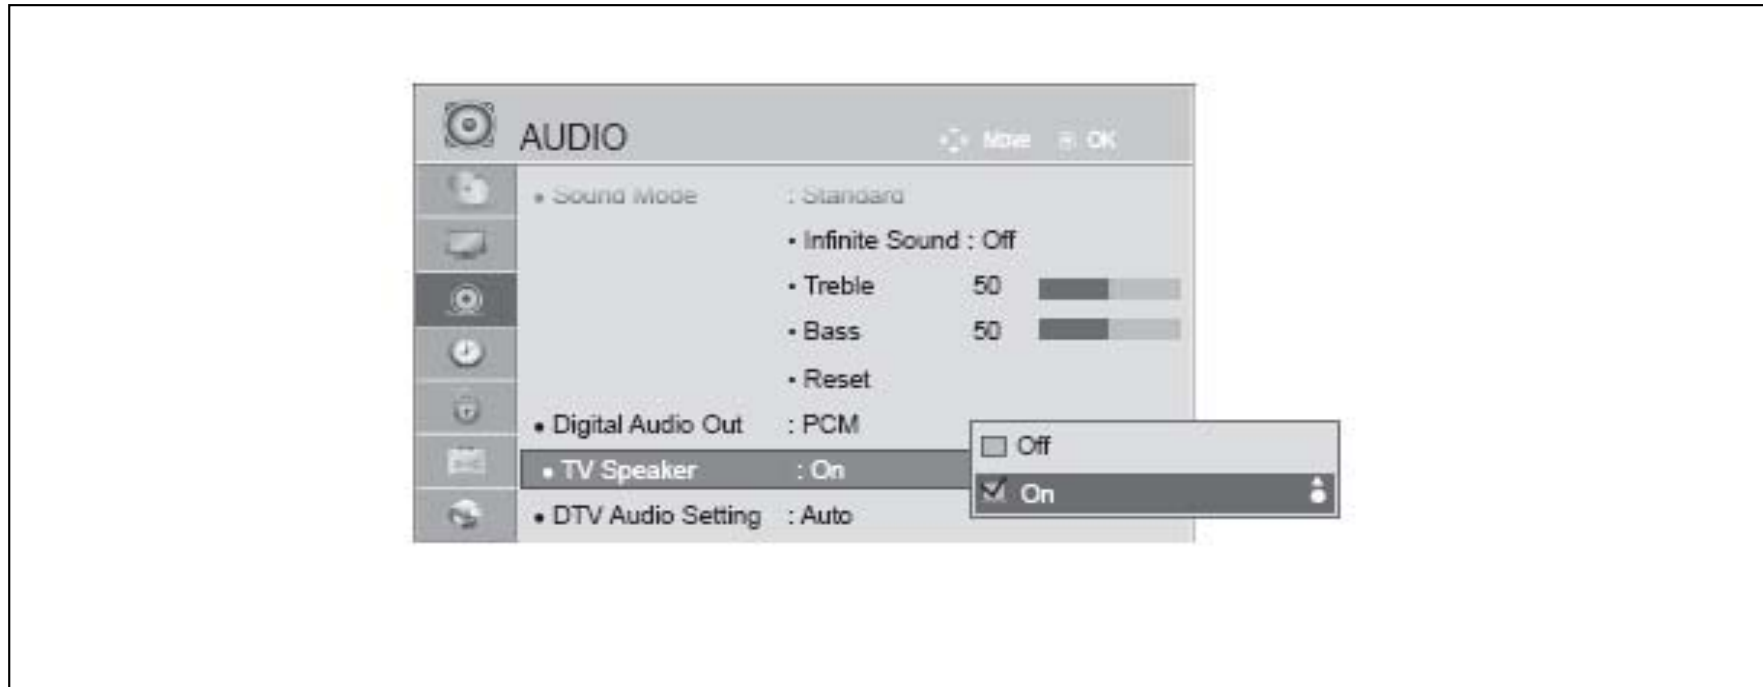 AUDIO
Move OK
• Sound Mode : Standard
• Infinite Sound : Off
• Treble 50
• Bass 50
• Reset
• Digital Audio Out : PCM
• TV Speaker : On
• DTV Audio Setting : Auto
Off
On